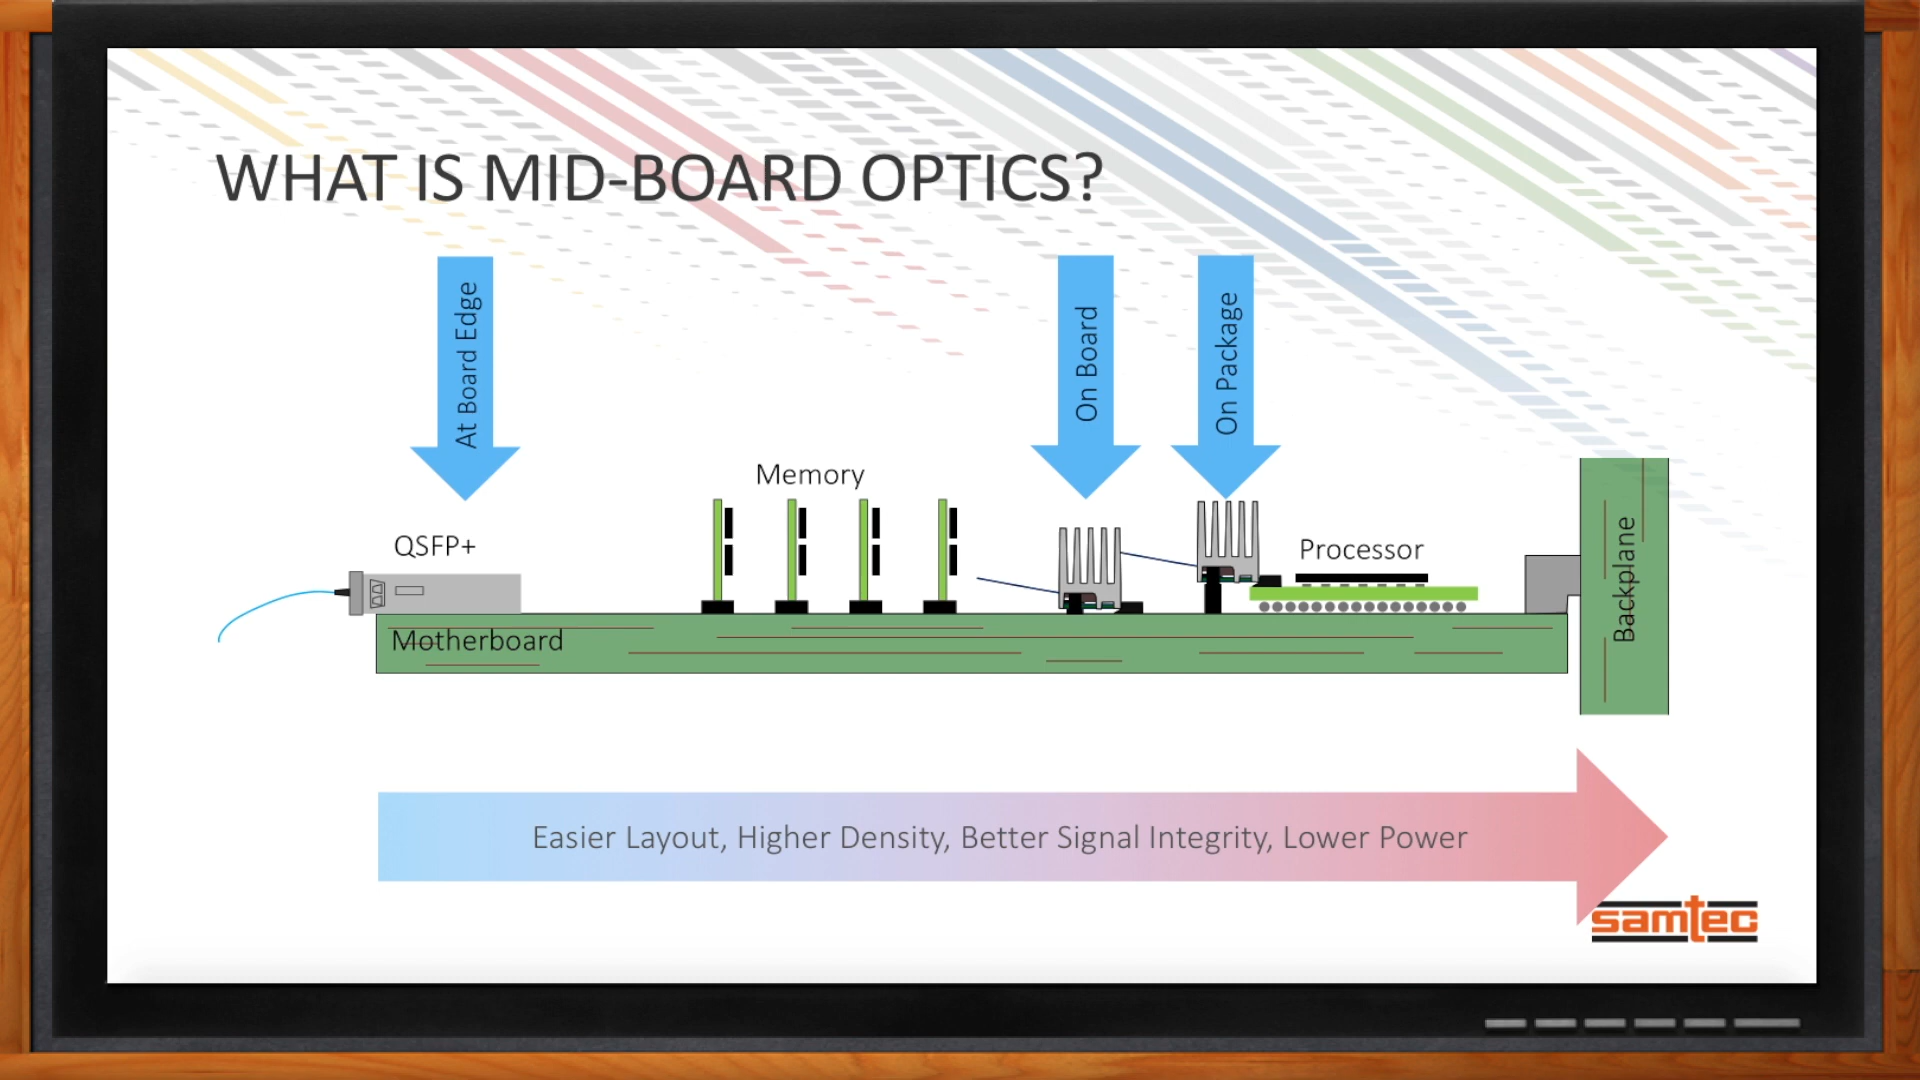 WHAT IS MID-BOARD OPTICS?
At Board Edge
On Board
On Package
Memory
QSFP+
Processor
Motherboard
Backplane
Easier Layout, Higher Density, Better Signal Integrity, Lower Power
samtec